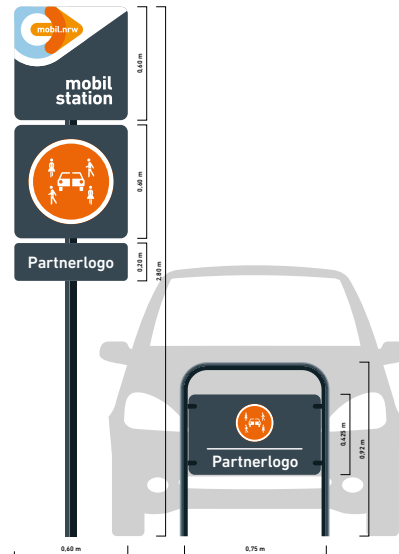 mobil.nrw
mobil
station
0,60 m
0.60 m
Partnerlogo
0.20 m
2,80 m
Partnerlogo
0,425 m
0,92 m
0,60 m
0,75 m